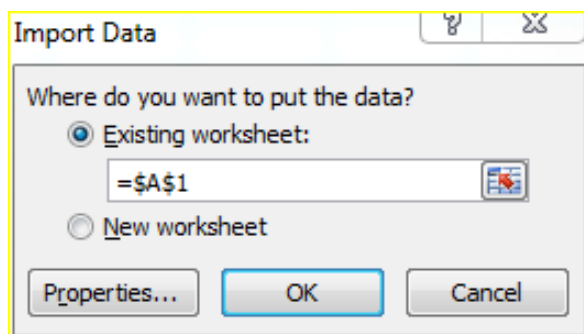 Import Data
?
Where do you want to put the data?
Existing worksheet:
=$A$1
New worksheet
Properties... OK Cancel